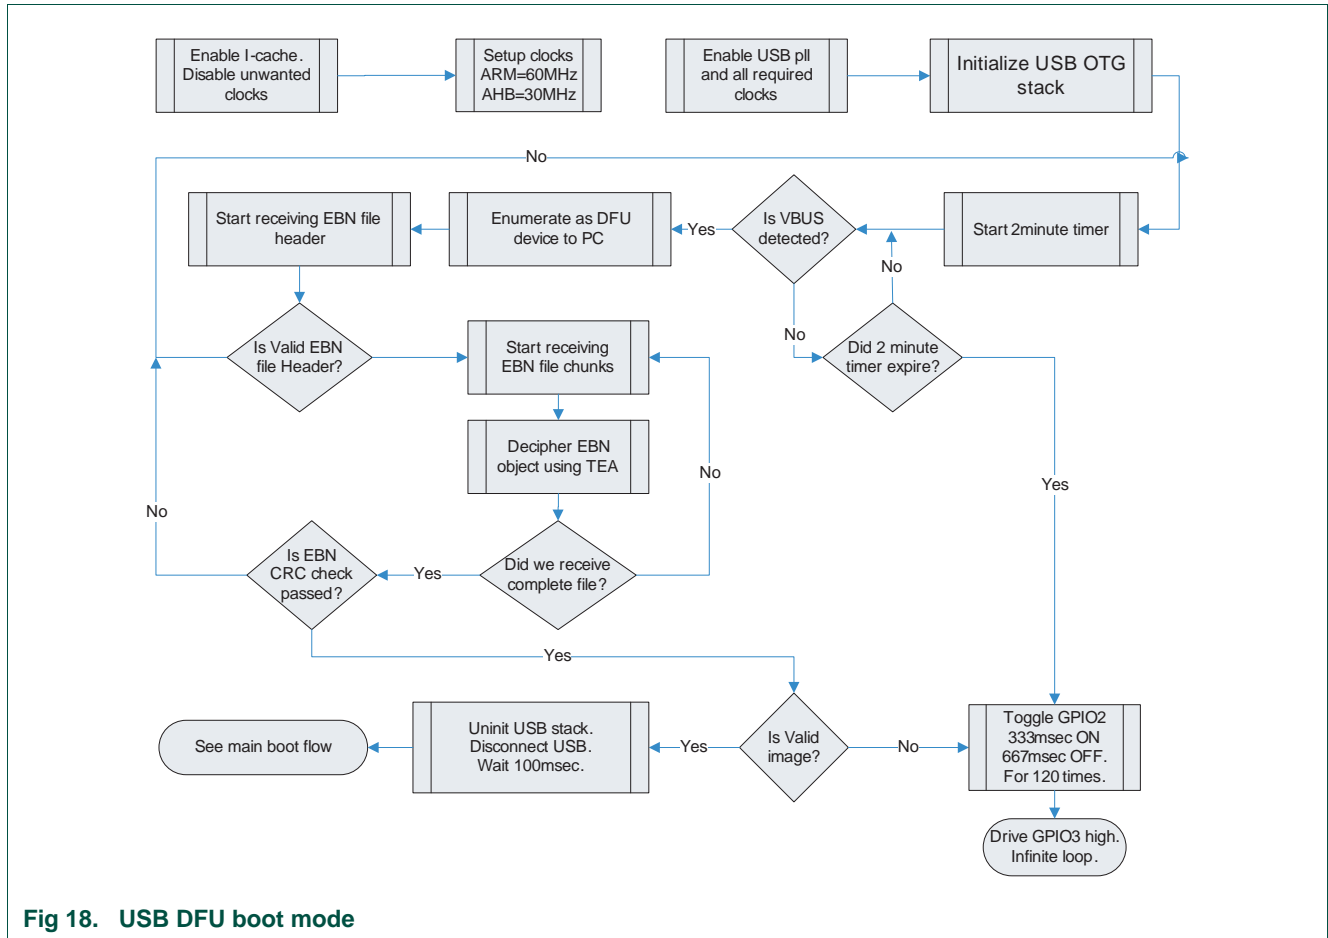 Enable I-cache.
Disable unwanted
clocks
Setup clocks
ARM=60MHz
AHB=30MHz
Enable USB pll
and all required
clocks
Initialize USB OTG
stack
No
Start receiving EBN file
header
Enumerate as DFU
device to PC
Yes
Is VBUS
detected?
Start 2minute timer
No
No
Is Valid EBN
file Header?
Start receiving
EBN file chunks
Did 2 minute
timer expire?
Decipher EBN
object using TEA
No
Yes
No
Is EBN
CRC check
passed?
Yes
Did we receive
complete file?
Yes
See main boot flow
Uninit USB stack.
Disconnect USB.
Wait 100msec.
Yes
Is Valid
image?
No
Toggle GPIO2
333msec ON
667msec OFF.
For 120 times.
Drive GPIO3 high.
Infinite loop.
Fig 18. USB DFU boot mode